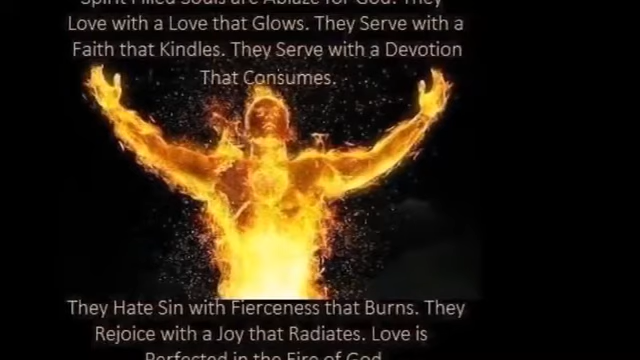 Spirit Filled Souls are Ablaze for God. They
Love with a Love that Glows. They Serve with a
Faith that Kindles. They Serve with a Devotion
That Consumes.
They Hate Sin with Fierceness that Burns. They
Rejoice with a Joy that Radiates. Love is
Perfected in the Fire of God